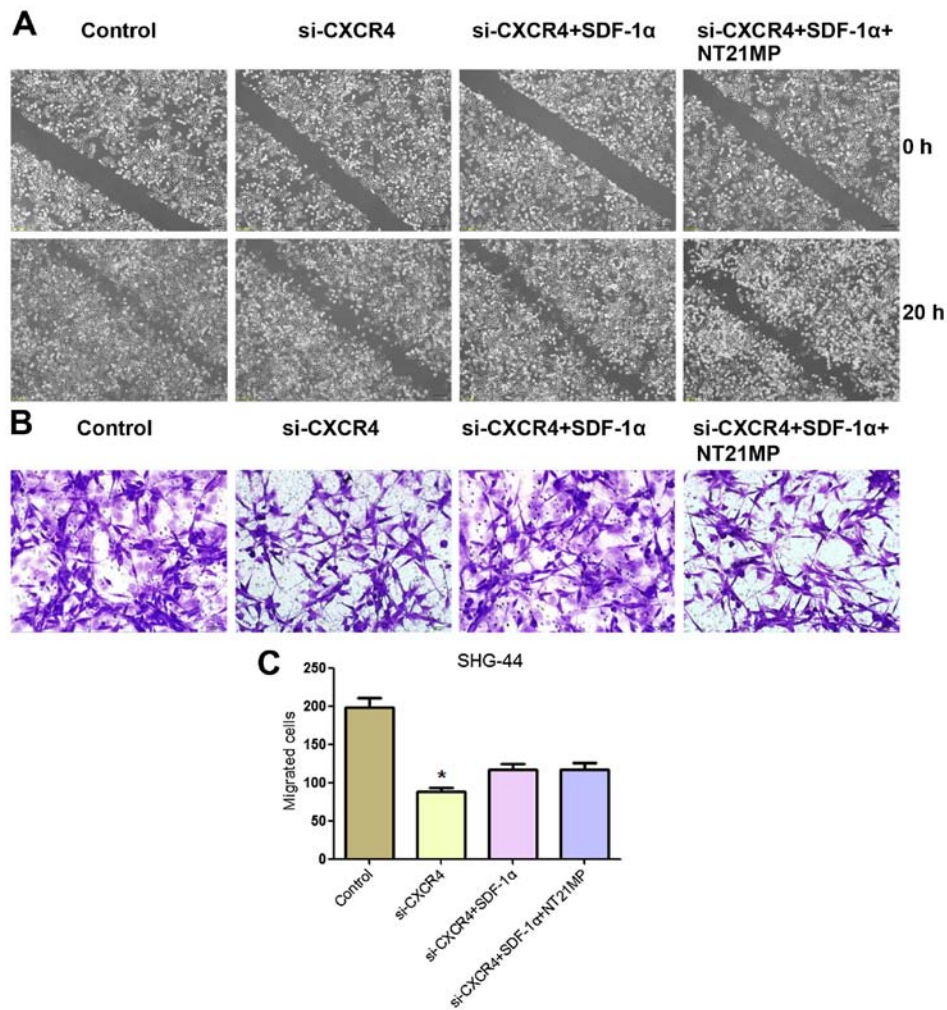 A
Control
si-CXCR4
si-CXCR4+SDF-1α
si-CXCR4+SDF-1α+
NT21MP
0 h
20 h
B
Control
si-CXCR4
si-CXCR4+SDF-1α
si-CXCR4+SDF-1α+
NT21MP
C
SHG-44
Migrated cells
250
200
150
100
50
0
*
Control
si-CXCR4
si-CXCR4+SDF-1α
si-CXCR4+SDF-1α+NT21MP